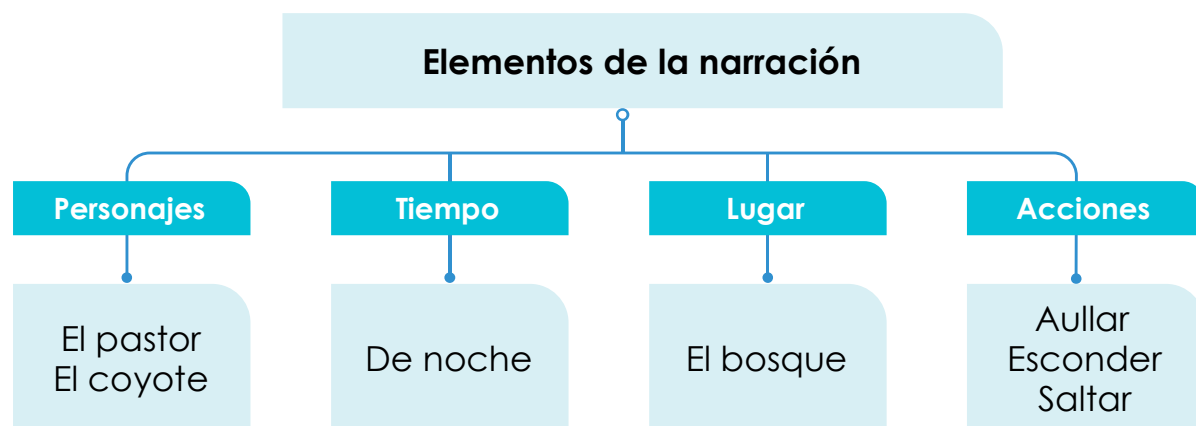 Elementos de la narración
Personajes
Tiempo
Lugar
Acciones
El pastor
El coyote
De noche
El bosque
Aullar
Esconder
Saltar